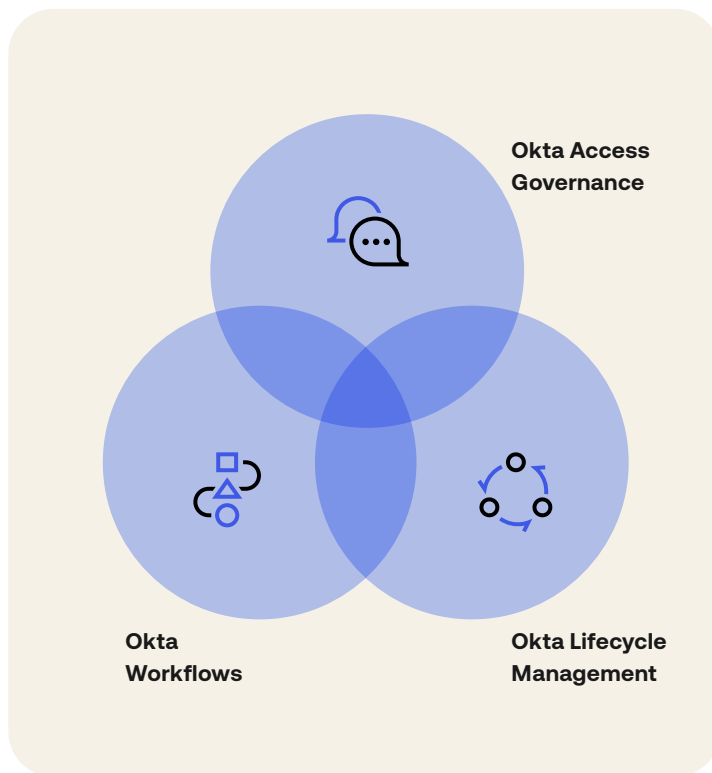 Okta Access
Governance
Okta
Workflows
Okta Lifecycle
Management